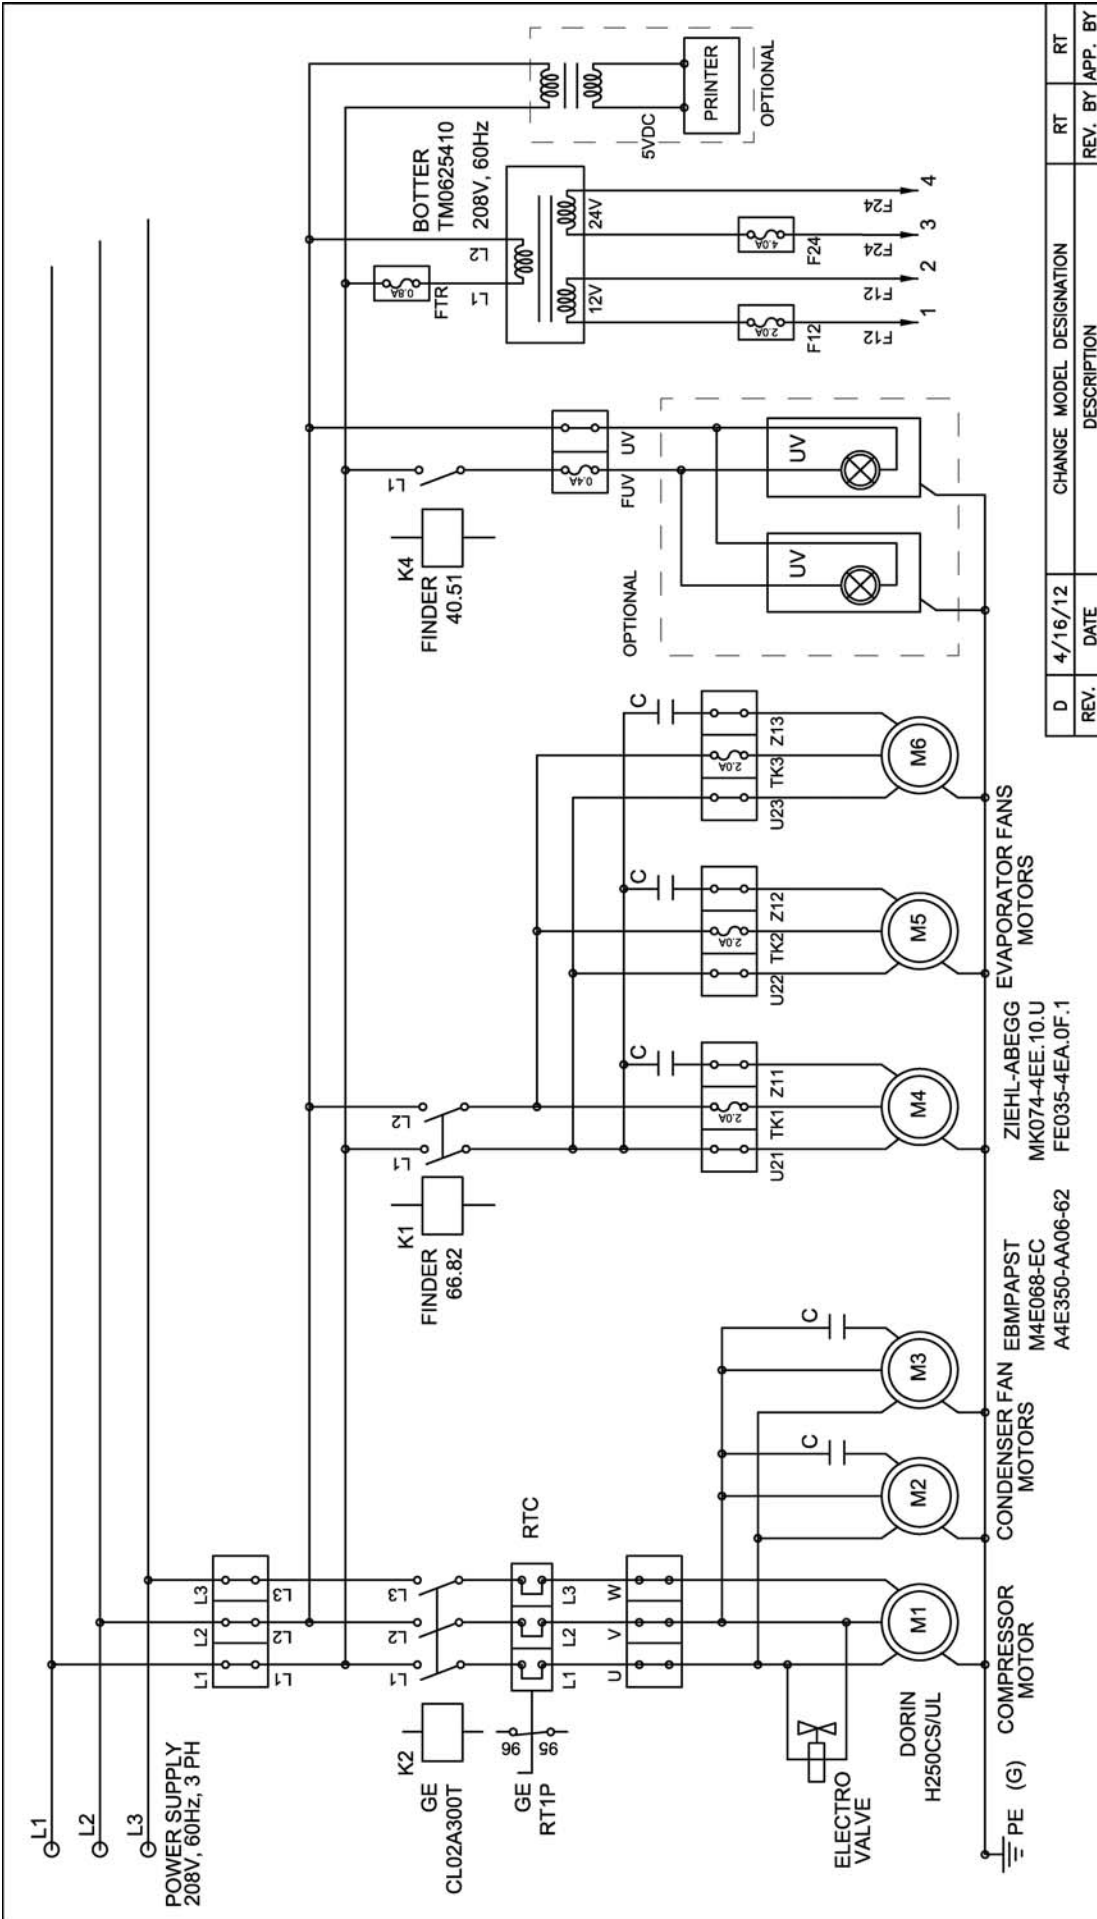 L1
L2
L3
POWER SUPPLY
208V, 60Hz, 3 PH
L1
L2
L3
L1
L2
L3
K2
GE
CL02A300T
L1
L2
L3
GE
RT1P
96
95
RTC
L1
L2
L3
U
V
W
ELECTRO
VALVE
DORIN
H250CS/UL
M1
COMPRESSOR
MOTOR
PE (G)
C
M2
C
M3
CONDENSER FAN
MOTORS
EBMPAPST
M4E068-EC
A4E350-AA06-62
K1
FINDER
66.82
L1
L2
C
2.0A
U21
TK1
Z11
M4
C
2.0A
U22
TK2
Z12
M5
C
2.0A
U23
TK3
Z13
M6
ZIEHL-ABEGG
MK074-4EE.10.U
FE035-4EA.0F.1
EVAPORATOR FANS
MOTORS
K4
FINDER
40.51
L1
0.4A
FUV
UV
OPTIONAL
UV
UV
0.8A
FTR
BOTTER
TM0625410
208V, 60Hz
L1
L2
12V
24V
2.0A
F12
4.0A
F24
F12
F12
F24
F24
1
2
3
4
5VDC
PRINTER
OPTIONAL
D
4/16/12
CHANGE MODEL DESIGNATION
RT
RT
REV.
DATE
DESCRIPTION
REV. BY
APP. BY